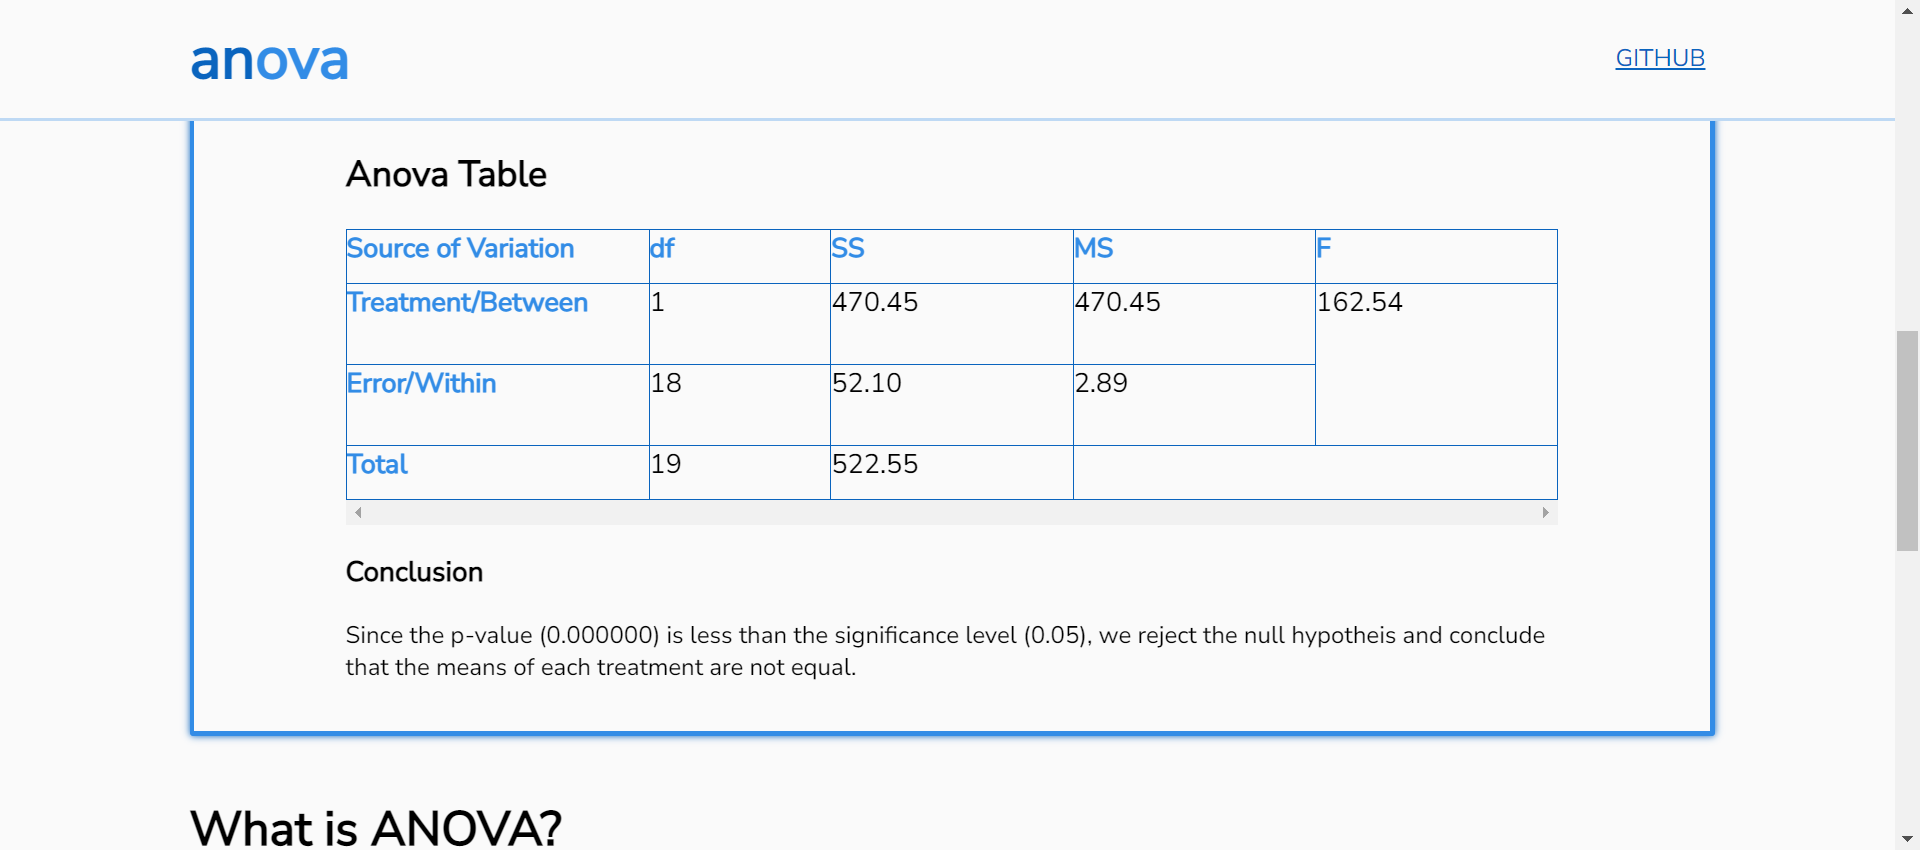 anova
GITHUB
Anova Table
Source of Variation df SS MS F
Treatment/Between 1 470.45 470.45 162.54
Error/Within 18 52.10 2.89
Total 19 522.55
Conclusion
Since the p-value (0.000000) is less than the significance level (0.05), we reject the null hypotheis and conclude
that the means of each treatment are not equal.
What is ANOVA?